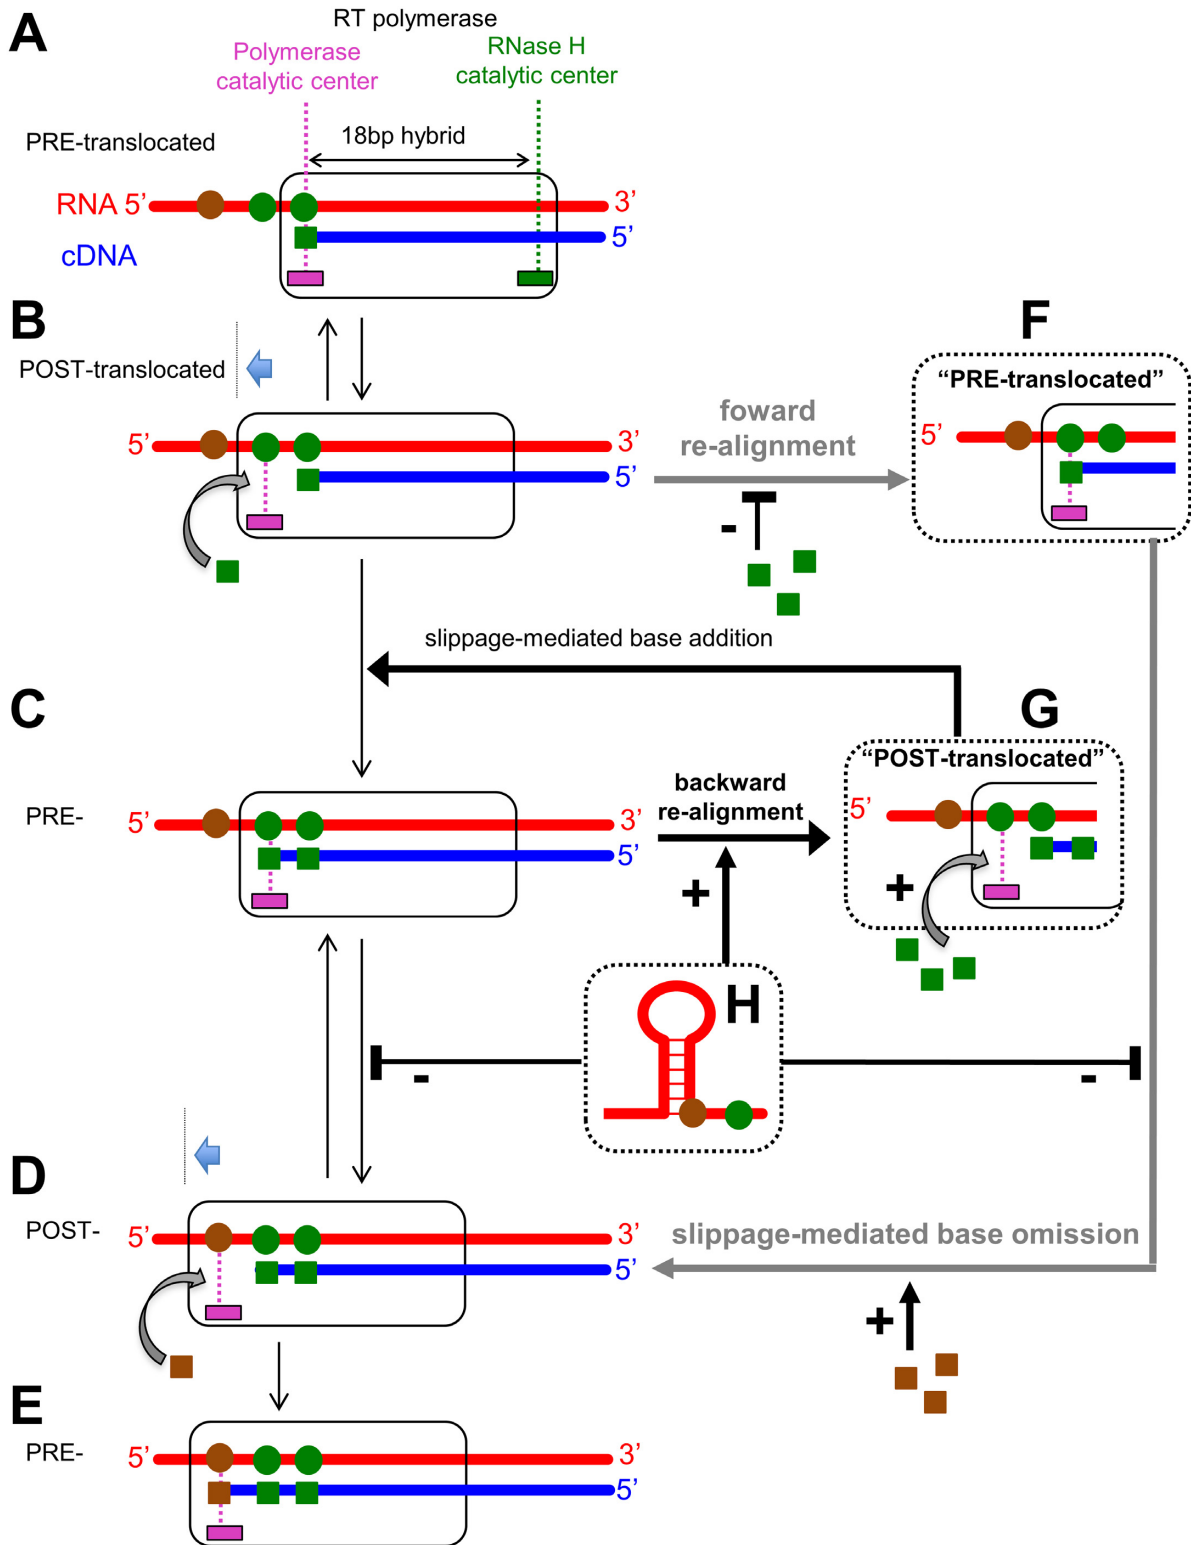 A
RT polymerase
Polymerase
catalytic center
RNase H
catalytic center
PRE-translocated
18bp hybrid
RNA 5’
3’
cDNA
5’
B
POST-translocated
5’
3’
5’
foward
re-alignment
-
F
“PRE-translocated”
5’
slippage-mediated base addition
C
PRE-
5’
3’
5’
backward
re-alignment
+
G
“POST-translocated”
5’
+
H
-
-
D
POST-
5’
3’
5’
slippage-mediated base omission
+
E
PRE-
5’
3’
5’